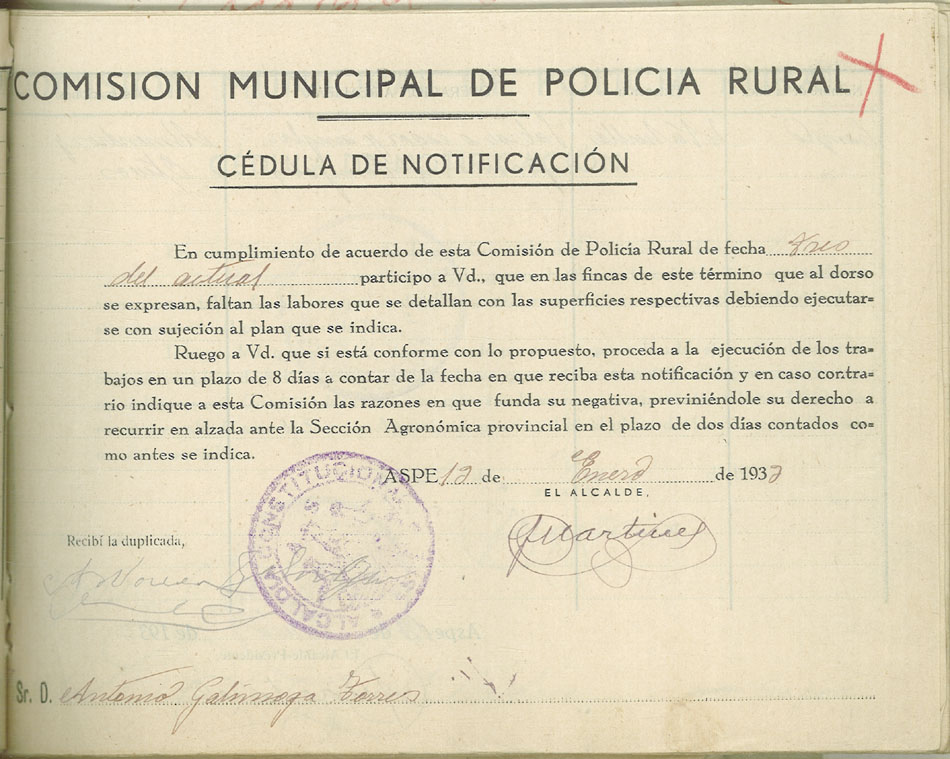 COMISION MUNICIPAL DE POLICIA RURAL
CÉDULA DE NOTIFICACIÓN
En cumplimiento de acuerdo de esta Comisión de Policía Rural de fecha
del actual participo a Vd., que en las fincas de este término que al dorso
se expresan, faltan las labores que se detallan con las superficies respectivas debiendo ejecutar=
se con sujeción al plan que se indica.
Ruego a Vd. que si está conforme con lo propuesto, proceda a la ejecución de los tra=
bajos en un plazo de 8 días a contar de la fecha en que reciba esta notificación y en caso contra=
rio indique a esta Comisión las razones en que funda su negativa, previniéndole su derecho a
recurrir en alzada ante la Sección Agronómica provincial en el plazo de dos días contados co=
mo antes se indica.
ASPE 12 de Enero de 193
EL ALCALDE,
JMartinez
Recibí la duplicada,
ALCALDIA CONSTITUCIONAL
Sr. D. Antonio Galinsoga Torres